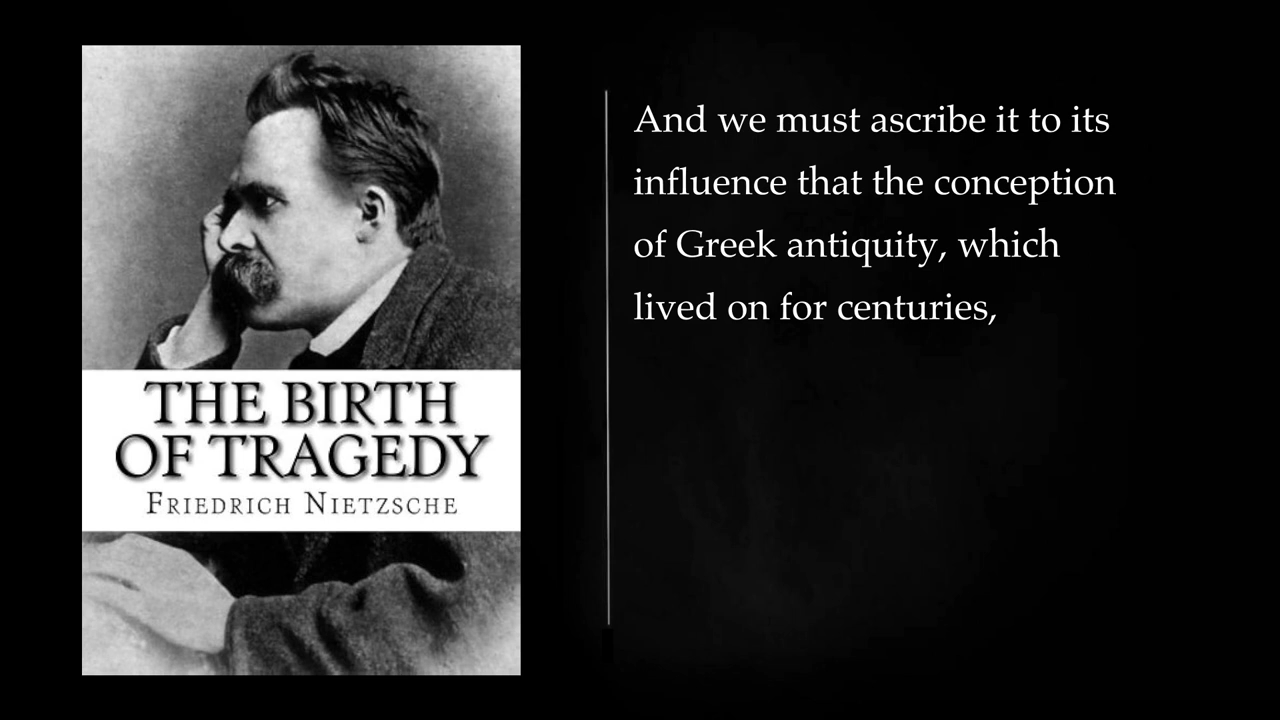 THE BIRTH
OF TRAGEDY
FRIEDRICH NIETZSCHE
And we must ascribe it to its
influence that the conception
of Greek antiquity, which
lived on for centuries,